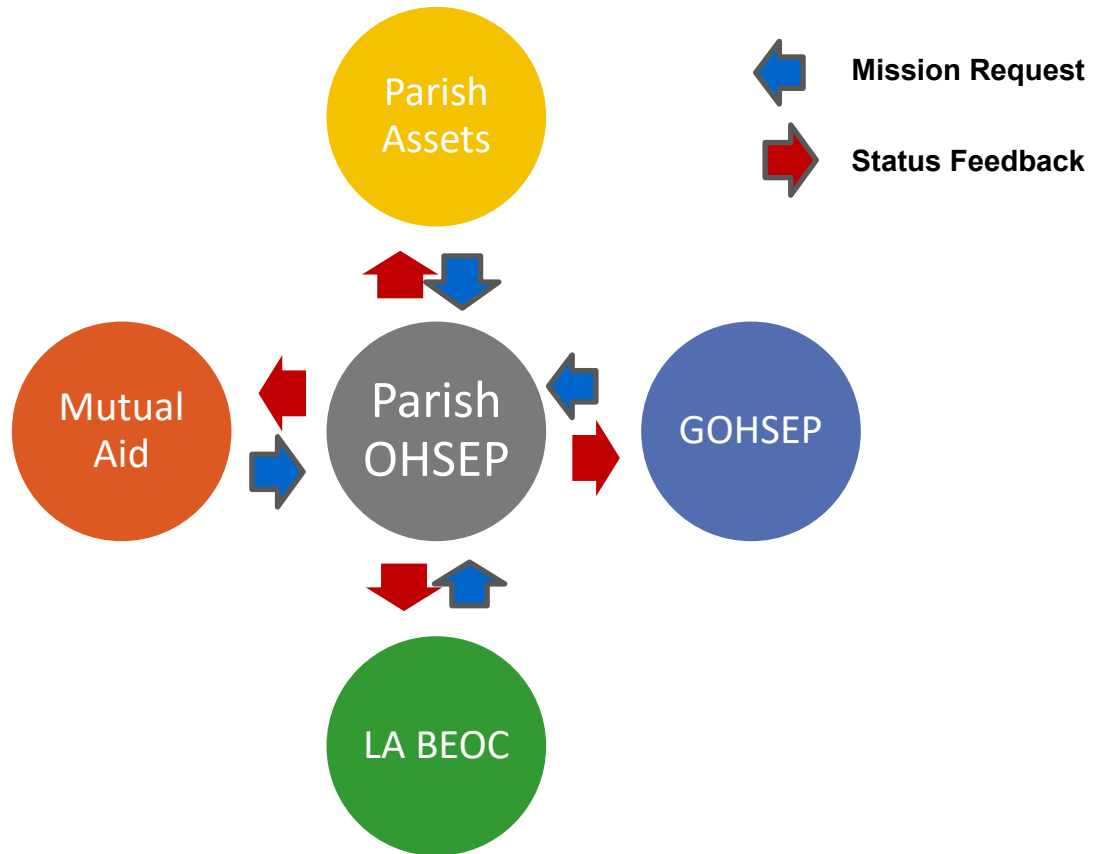 Parish
Assets
Mission Request
Status Feedback
Mutual
Aid
Parish
OHSEP
GOHSEP
LA BEOC